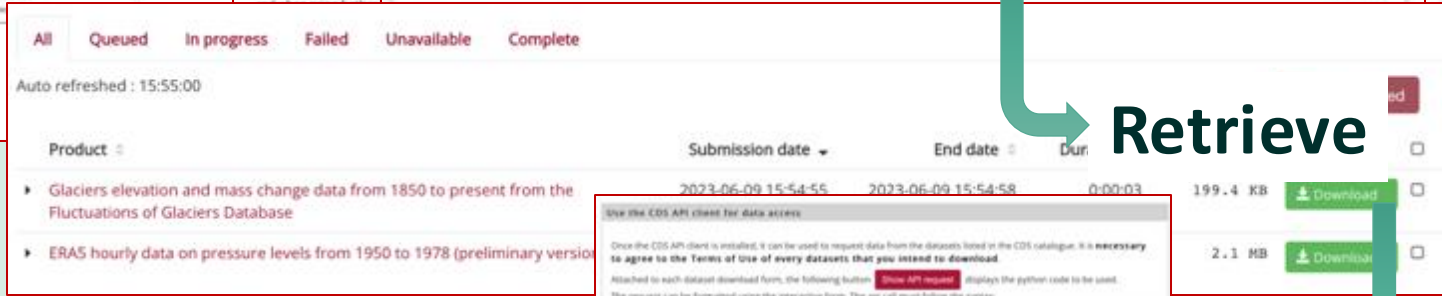 All Queued In progress Failed Unavailable Complete
Auto refreshed : 15:55:00
ed
Retrieve
Product Submission date End date Dur
Glaciers elevation and mass change data from 1850 to present from the 2023-06-09 15:54:55 2023-06-09 15:54:58 0:00:03 199.4 KB Download
Fluctuations of Glaciers Database
Use the CDS API client for data access
ERA5 hourly data on pressure levels from 1950 to 1978 (preliminary version 2.1 MB Download
Once the CDS API client is installed, it can be used to request data from the datasets listed in the CDS catalogue. It is necessary
to agree to the Terms of Use of every datasets that you intend to download.
Attached to each dataset download form, the following button Show API request displays the python code to be used.